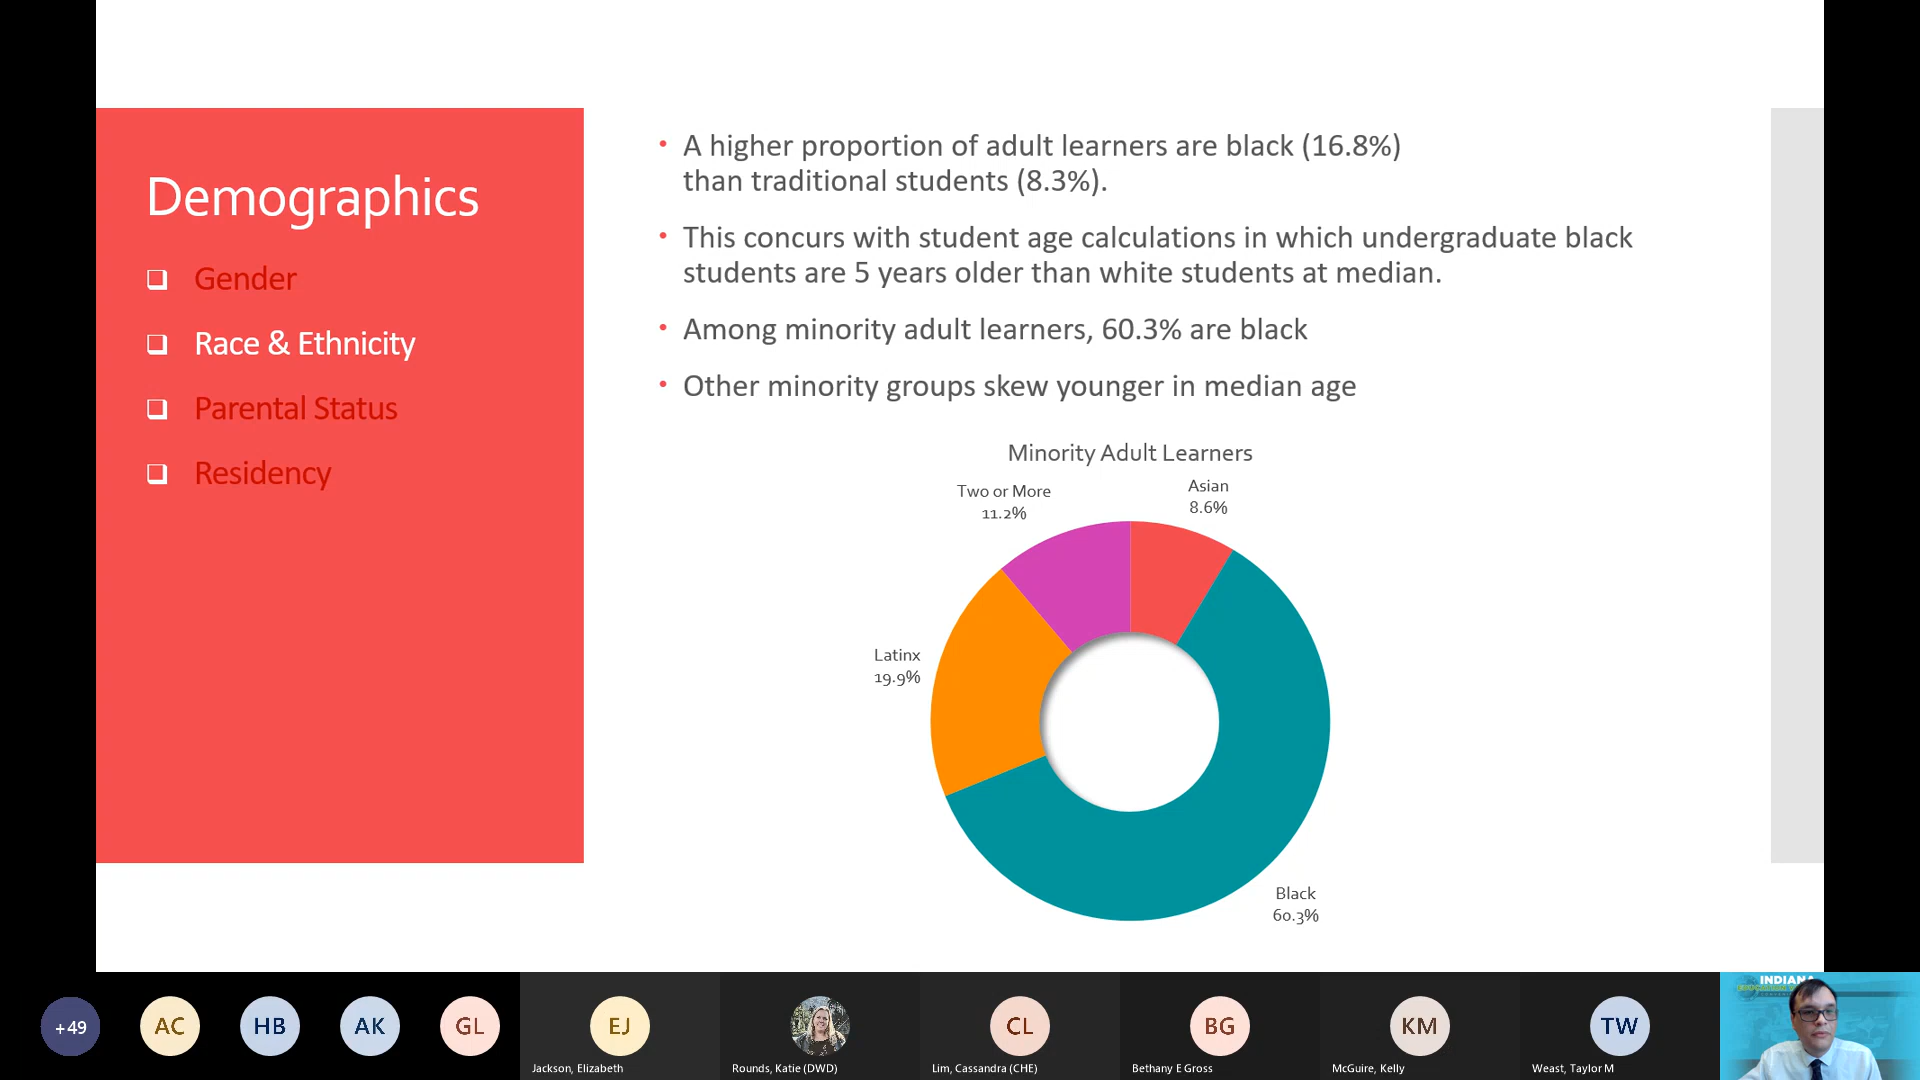 Demographics
Gender
Race & Ethnicity
Parental Status
Residency
• A higher proportion of adult learners are black (16.8%)
than traditional students (8.3%).
• This concurs with student age calculations in which undergraduate black
students are 5 years older than white students at median.
• Among minority adult learners, 60.3% are black
• Other minority groups skew younger in median age
Minority Adult Learners
Two or More
11.2%
Asian
8.6%
Latinx
19.9%
Black
60.3%
+49
AC
HB
AK
GL
EJ
Jackson, Elizabeth
Rounds, Katie (DWD)
CL
Lim, Cassandra (CHE)
BG
Bethany E Gross
KM
McGuire, Kelly
TW
Weast, Taylor M
INDIANA